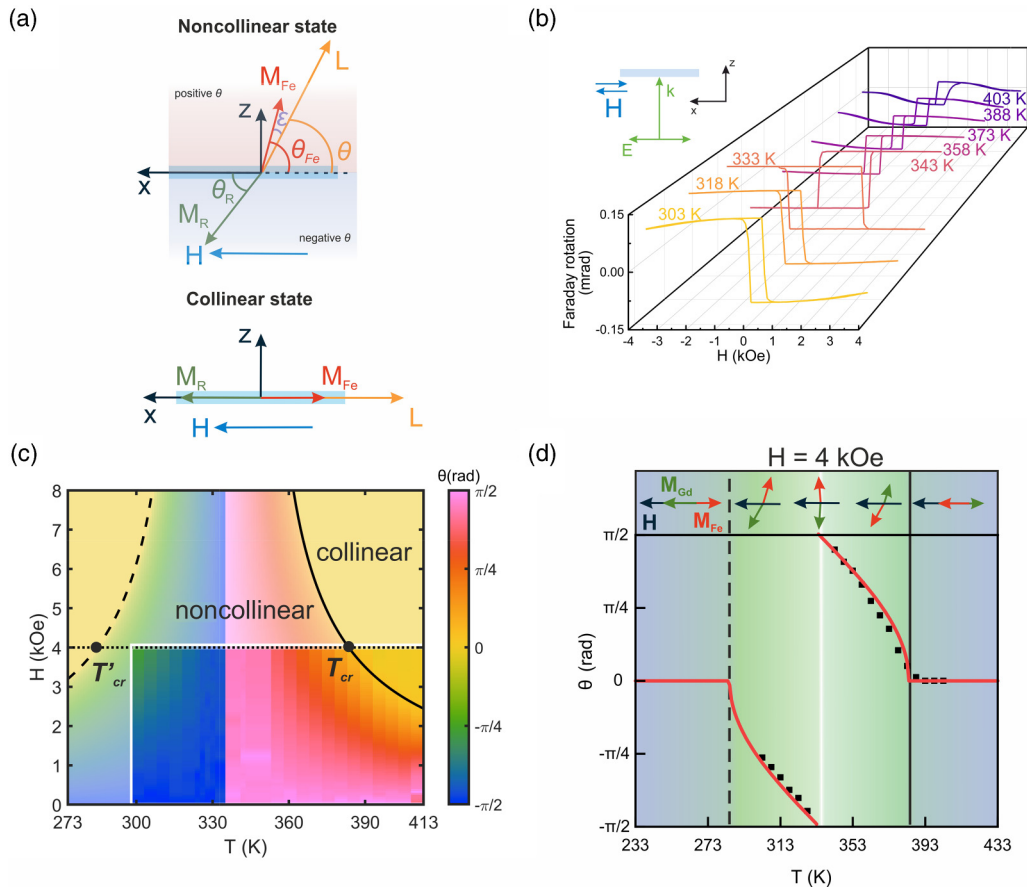 (a)
Noncollinear state
L
M_Fe
positive θ
z
ε
θ_Fe
θ
x
θ_R
M_R
negative θ
H
Collinear state
z
M_R
M_Fe
x
L
H
(b)
z
k
H
x
E
403 K
388 K
373 K
358 K
343 K
333 K
318 K
303 K
0.15
0.00
-0.15
Faraday rotation
(mrad)
-4 -3 -2 -1 0 1 2 3 4
H (kOe)
(c)
θ(rad)
8
7
6
5
4
3
2
1
0
H (kOe)
collinear
noncollinear
T'_cr
T_cr
π/2
π/4
0
-π/4
-π/2
273 300 330 360 390 413
T (K)
(d)
H = 4 kOe
M_Gd
H
M_Fe
π/2
π/4
0
-π/4
-π/2
θ (rad)
233 273 313 353 393 433
T (K)